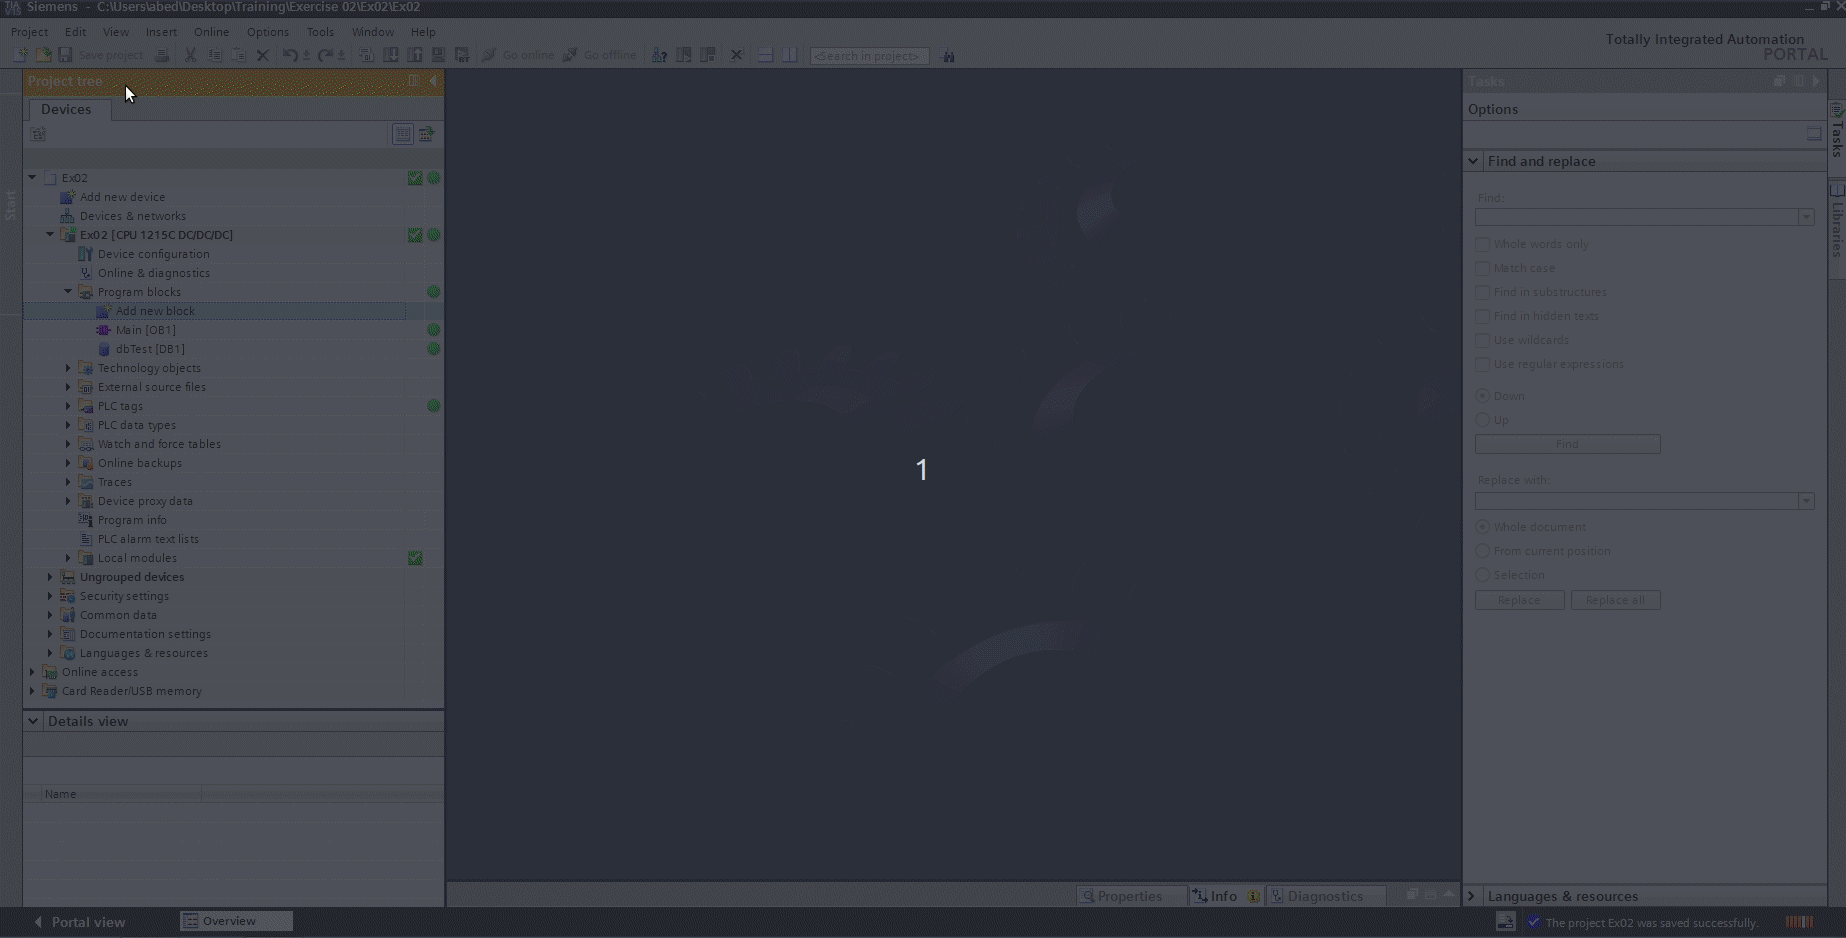 Siemens - C:\Users\abed\Desktop\Training\Exercise 02\Ex02\Ex02
Project Edit View Insert Online Options Tools Window Help
Totally Integrated Automation
PORTAL
Save project Go online Go offline <Search in project>
Project tree
Devices
Start
Ex02
Add new device
Devices & networks
Ex02 [CPU 1215C DC/DC/DC]
Device configuration
Online & diagnostics
Program blocks
Add new block
Main [OB1]
dbTest [DB1]
Technology objects
External source files
PLC tags
PLC data types
Watch and force tables
Online backups
Traces
Device proxy data
Program info
PLC alarm text lists
Local modules
Ungrouped devices
Security settings
Common data
Documentation settings
Languages & resources
Online access
Card Reader/USB memory
Details view
Name
1
Tasks
Options
Find and replace
Find:
Whole words only
Match case
Find in substructures
Find in hidden texts
Use wildcards
Use regular expressions
Down
Up
Find
Replace with:
Whole document
From current position
Selection
Replace Replace all
Languages & resources
Tasks
Libraries
Properties Info Diagnostics
Portal view Overview
The project Ex02 was saved successfully.